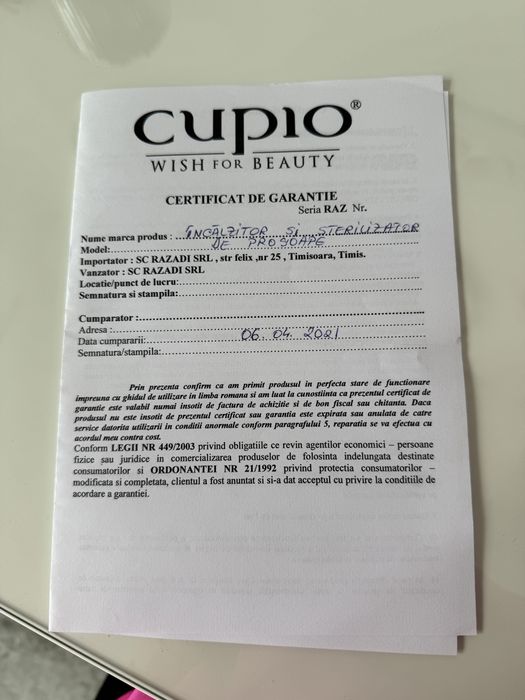 CUPIO®
WISH FOR BEAUTY
CERTIFICAT DE GARANTIE
Seria RAZ Nr.
Nume marca produs : ...ÎNCĂLZITOR ȘI STERILIZATOR
Model:..........DE PROSOAPE..........
Importator : SC RAZADI SRL , str felix ,nr 25 , Timisoara, Timis.
Vanzator : SC RAZADI SRL
Locatie/punct de lucru:..........
Semnatura si stampila:..........
Cumparator :..........
Adresa :..........
Data cumpararii:..........06. 04. 2021..........
Semnatura/stampila:..........
Prin prezenta confirm ca am primit produsul in perfecta stare de functionare
impreuna cu ghidul de utilizare in limba romana si am luat la cunostiinta ca prezentul certificat de
garantie este valabil numai insotit de factura de achizitie si de bon fiscal sau chitanta. Daca
produsul nu este insotit de prezentul certificat sau garantia este expirata sau anulata de catre
service datorita utilizarii in conditii anormale conform paragrafului 5, reparatia se va efectua cu
acordul meu contra cost.
Conform LEGII NR 449/2003 privind obligatiile ce revin agentilor economici – persoane
fizice sau juridice in comercializarea produselor de folosinta indelungata destinate
consumatorilor si ORDONANTEI NR 21/1992 privind protectia consumatorilor –
modificata si completata, clientul a fost anuntat si si-a dat acceptul cu privire la conditiile de
acordare a garantiei.